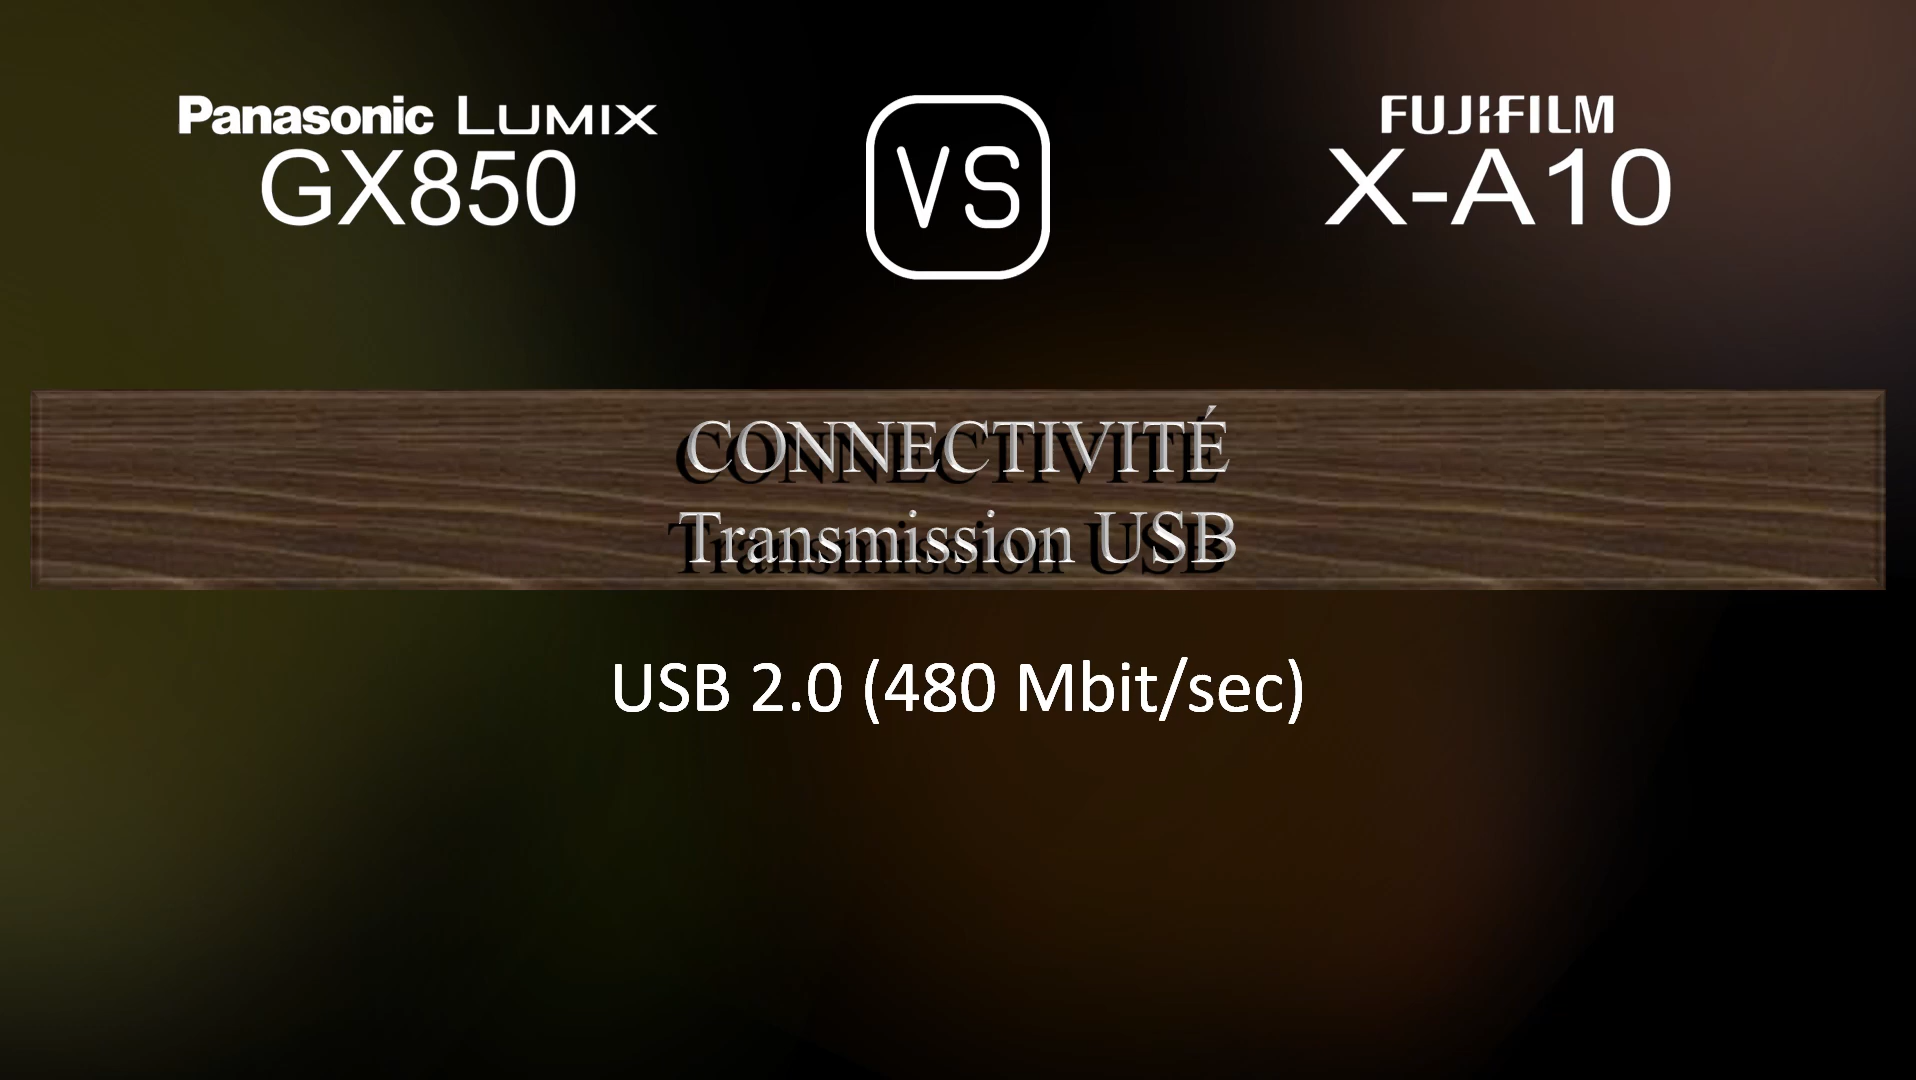 Panasonic LUMIX
GX850
VS
FUJIFILM
X-A10
CONNECTIVITÉ
Transmission USB
USB 2.0 (480 Mbit/sec)